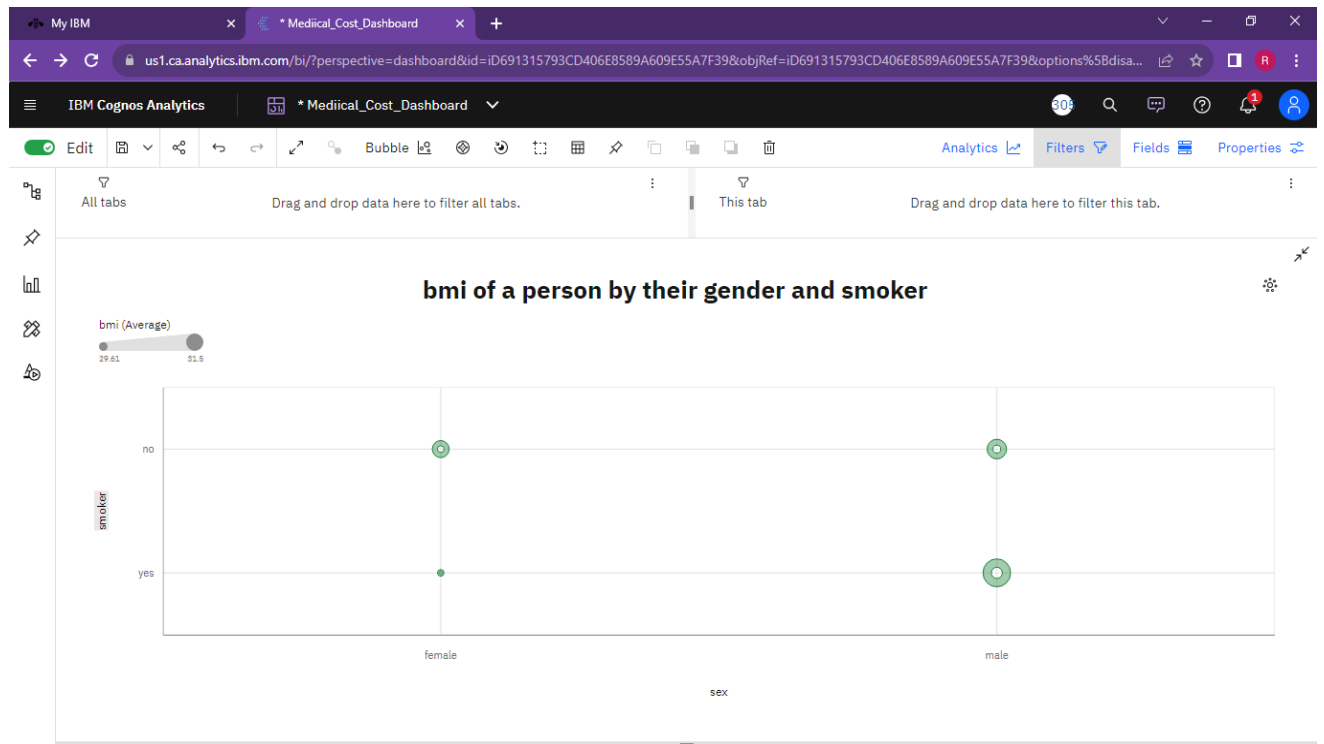 My IBM
* Mediical_Cost_Dashboard
us1.ca.analytics.ibm.com/bi/?perspective=dashboard&id=iD691315793CD406E8589A609E55A7F39&objRef=iD691315793CD406E8589A609E55A7F39&options%5Bdisa...
R
IBM Cognos Analytics
* Mediical_Cost_Dashboard
305
1
Edit
Bubble
Analytics
Filters
Fields
Properties
All tabs
Drag and drop data here to filter all tabs.
This tab
Drag and drop data here to filter this tab.
bmi of a person by their gender and smoker
bmi (Average)
29.61
31.5
no
smoker
yes
female
male
sex